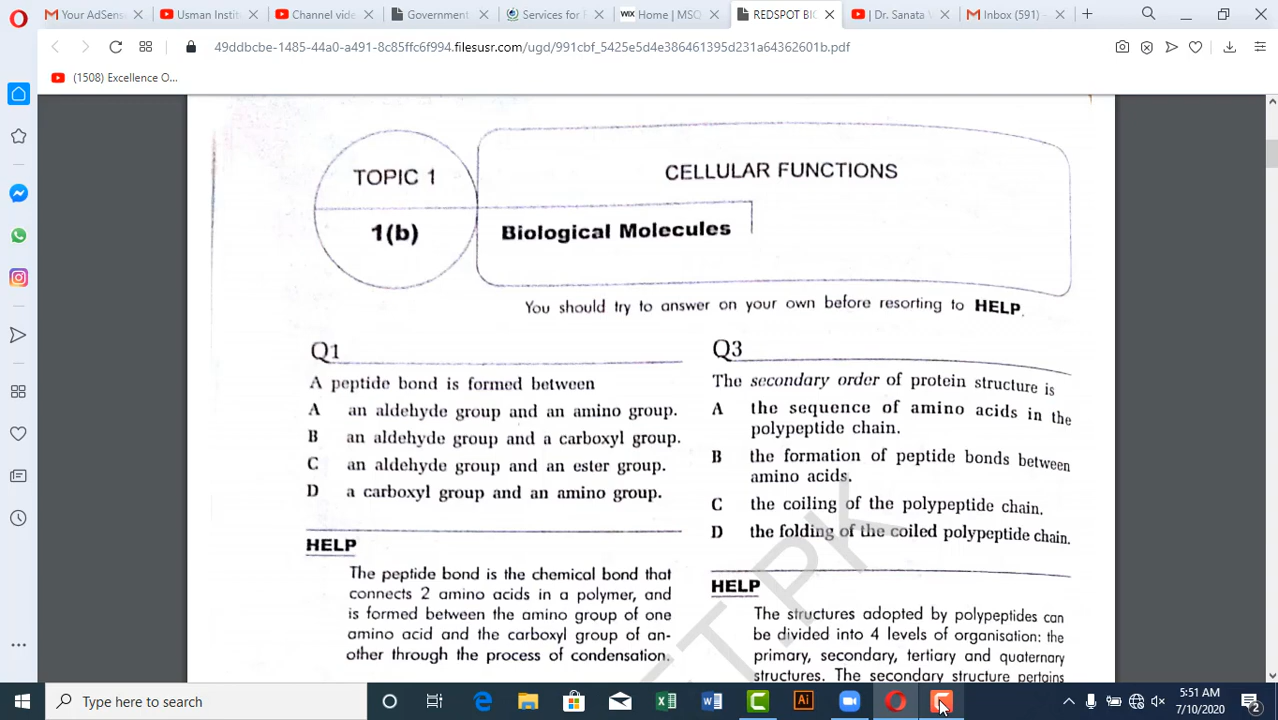 Your AdSens
Usman Instit
Channel vide
Government
Services for F
WIX Home | MSQ
REDSPOT BIO
| Dr. Sanata V
Inbox (591) –
49ddbcbe-1485-44a0-a491-8c85ffc6f994.filesusr.com/ugd/991cbf_5425e5d4e386461395d231a64362601b.pdf
(1508) Excellence O...
TOPIC 1
1(b)
CELLULAR FUNCTIONS
Biological Molecules
You should try to answer on your own before resorting to HELP.
Q1
A peptide bond is formed between
A an aldehyde group and an amino group.
B an aldehyde group and a carboxyl group.
C an aldehyde group and an ester group.
D a carboxyl group and an amino group.
HELP
The peptide bond is the chemical bond that
connects 2 amino acids in a polymer, and
is formed between the amino group of one
amino acid and the carboxyl group of an-
other through the process of condensation.
Q3
The secondary order of protein structure is
A the sequence of amino acids in the
polypeptide chain.
B the formation of peptide bonds between
amino acids.
C the coiling of the polypeptide chain.
D the folding of the coiled polypeptide chain.
HELP
The structures adopted by polypeptides can
be divided into 4 levels of organisation: the
primary, secondary, tertiary and quaternary
structures. The secondary structure pertains
T.PK
Type here to search
Ai
3:51 AM
7/10/2020
2